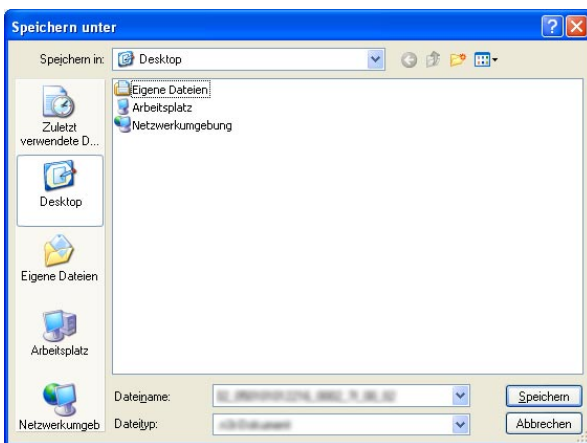 Speichern unter
Speichern in:
Desktop
Zuletzt
verwendete D...
Desktop
Eigene Dateien
Arbeitsplatz
Netzwerkumgeb
Eigene Dateien
Arbeitsplatz
Netzwerkumgebung
Dateiname:
Speichern
Dateityp:
Abbrechen